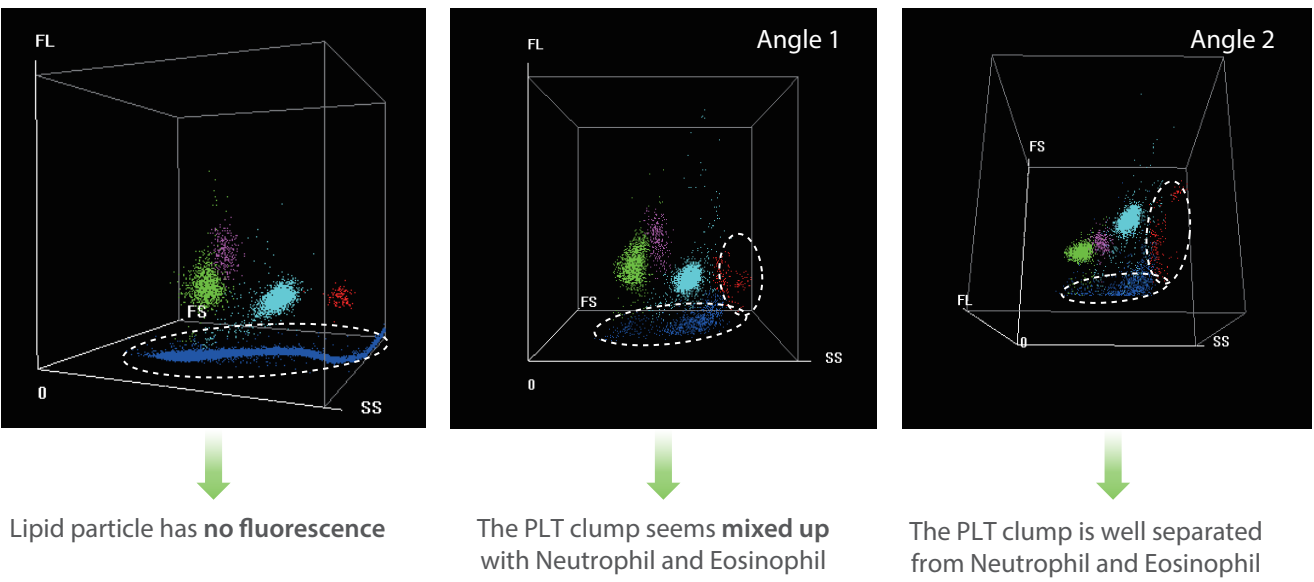 FL
FS
0
SS
Angle 1
FL
FS
SS
0
Angle 2
FS
FL
0
SS
Lipid particle has no fluorescence
The PLT clump seems mixed up
with Neutrophil and Eosinophil
The PLT clump is well separated
from Neutrophil and Eosinophil